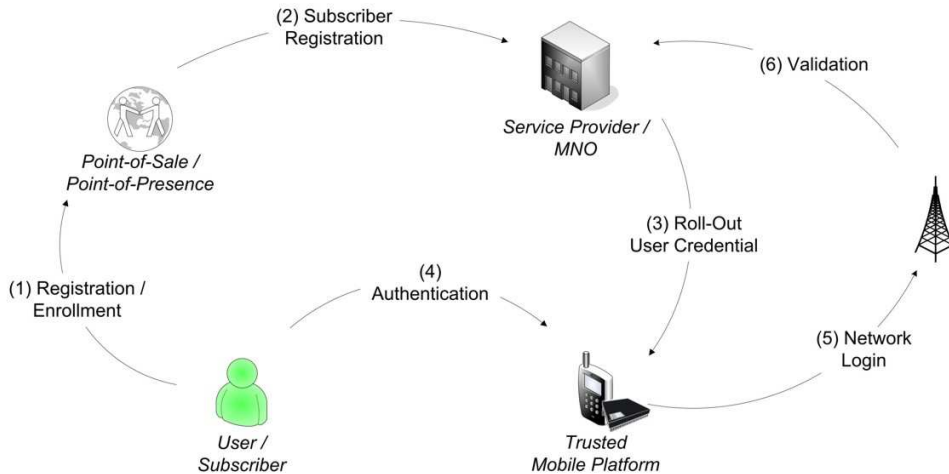 (2) Subscriber
Registration
(6) Validation
Service Provider /
MNO
Point-of-Sale /
Point-of-Presence
(3) Roll-Out
User Credential
(4)
Authentication
(1) Registration /
Enrollment
(5) Network
Login
User /
Subscriber
Trusted
Mobile Platform